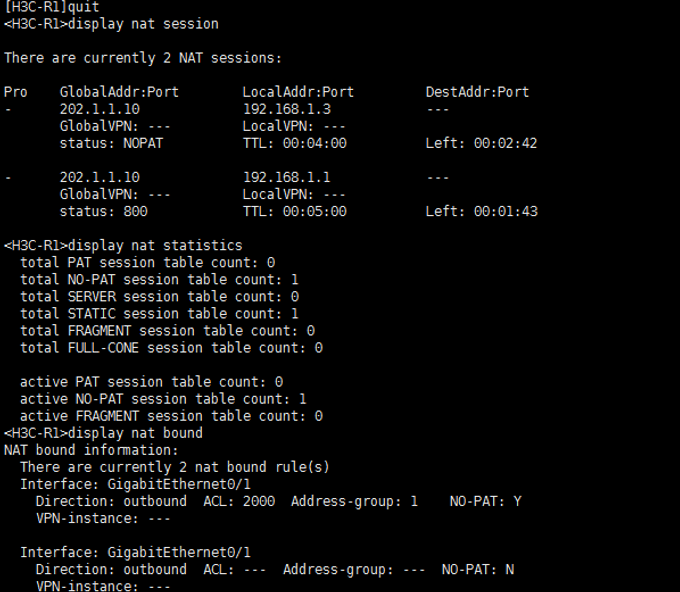 [H3C-R1]quit
<H3C-R1>display nat session
There are currently 2 NAT sessions:
Pro    GlobalAddr:Port        LocalAddr:Port         DestAddr:Port
-      202.1.1.10             192.168.1.3            ---
       GlobalVPN: ---         LocalVPN: ---
       status: NOPAT          TTL: 00:04:00          Left: 00:02:42
-      202.1.1.10             192.168.1.1            ---
       GlobalVPN: ---         LocalVPN: ---
       status: 800            TTL: 00:05:00          Left: 00:01:43
<H3C-R1>display nat statistics
  total PAT session table count: 0
  total NO-PAT session table count: 1
  total SERVER session table count: 0
  total STATIC session table count: 1
  total FRAGMENT session table count: 0
  total FULL-CONE session table count: 0
  active PAT session table count: 0
  active NO-PAT session table count: 1
  active FRAGMENT session table count: 0
<H3C-R1>display nat bound
NAT bound information:
  There are currently 2 nat bound rule(s)
  Interface: GigabitEthernet0/1
    Direction: outbound  ACL: 2000  Address-group: 1    NO-PAT: Y
    VPN-instance: ---
  Interface: GigabitEthernet0/1
    Direction: outbound  ACL: ---  Address-group: ---  NO-PAT: N
    VPN-instance: ---